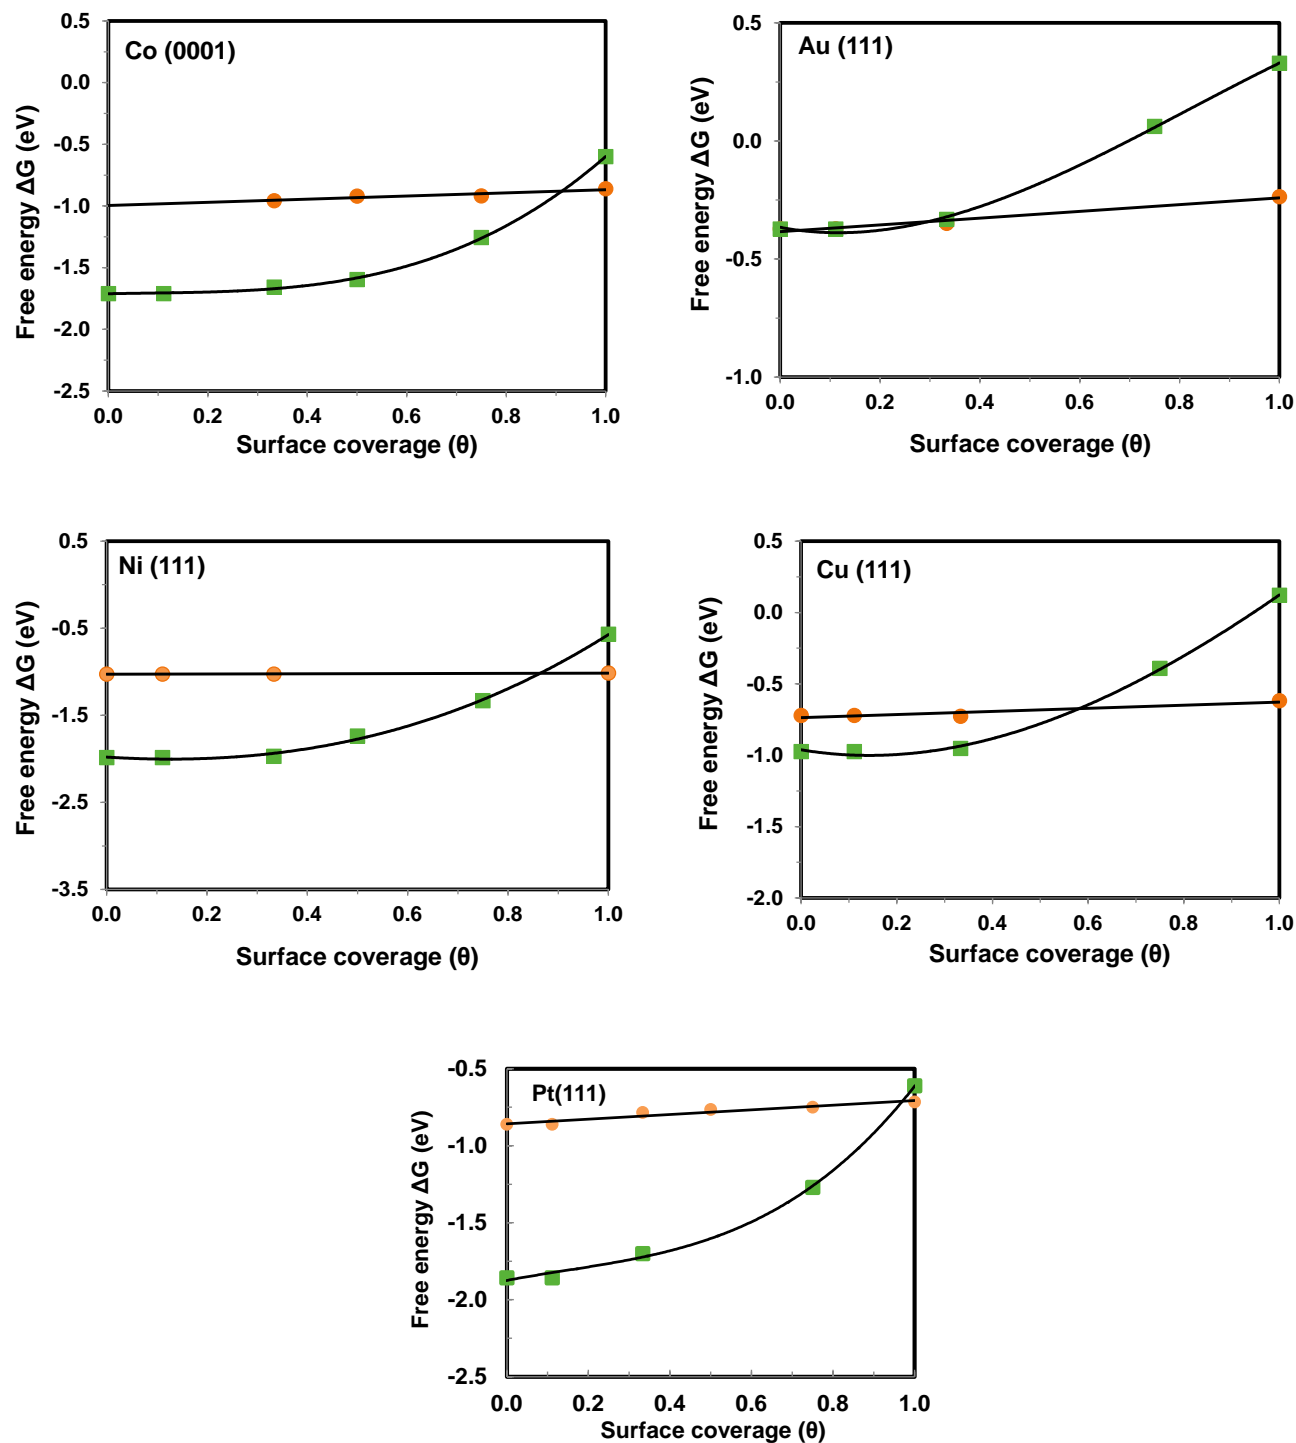 Co (0001)
Free energy ΔG (eV)
0.5
0.0
-0.5
-1.0
-1.5
-2.0
-2.5
0.0 0.2 0.4 0.6 0.8 1.0
Surface coverage (θ)
Au (111)
Free energy ΔG (eV)
0.5
0.0
-0.5
-1.0
0.0 0.2 0.4 0.6 0.8 1.0
Surface coverage (θ)
Ni (111)
Free energy ΔG (eV)
0.5
-0.5
-1.5
-2.5
-3.5
0.0 0.2 0.4 0.6 0.8 1.0
Surface coverage (θ)
Cu (111)
Free energy ΔG (eV)
0.5
0.0
-0.5
-1.0
-1.5
-2.0
0.0 0.2 0.4 0.6 0.8 1.0
Surface coverage (θ)
Pt(111)
Free energy ΔG (eV)
-0.5
-1.0
-1.5
-2.0
-2.5
0.0 0.2 0.4 0.6 0.8 1.0
Surface coverage (θ)